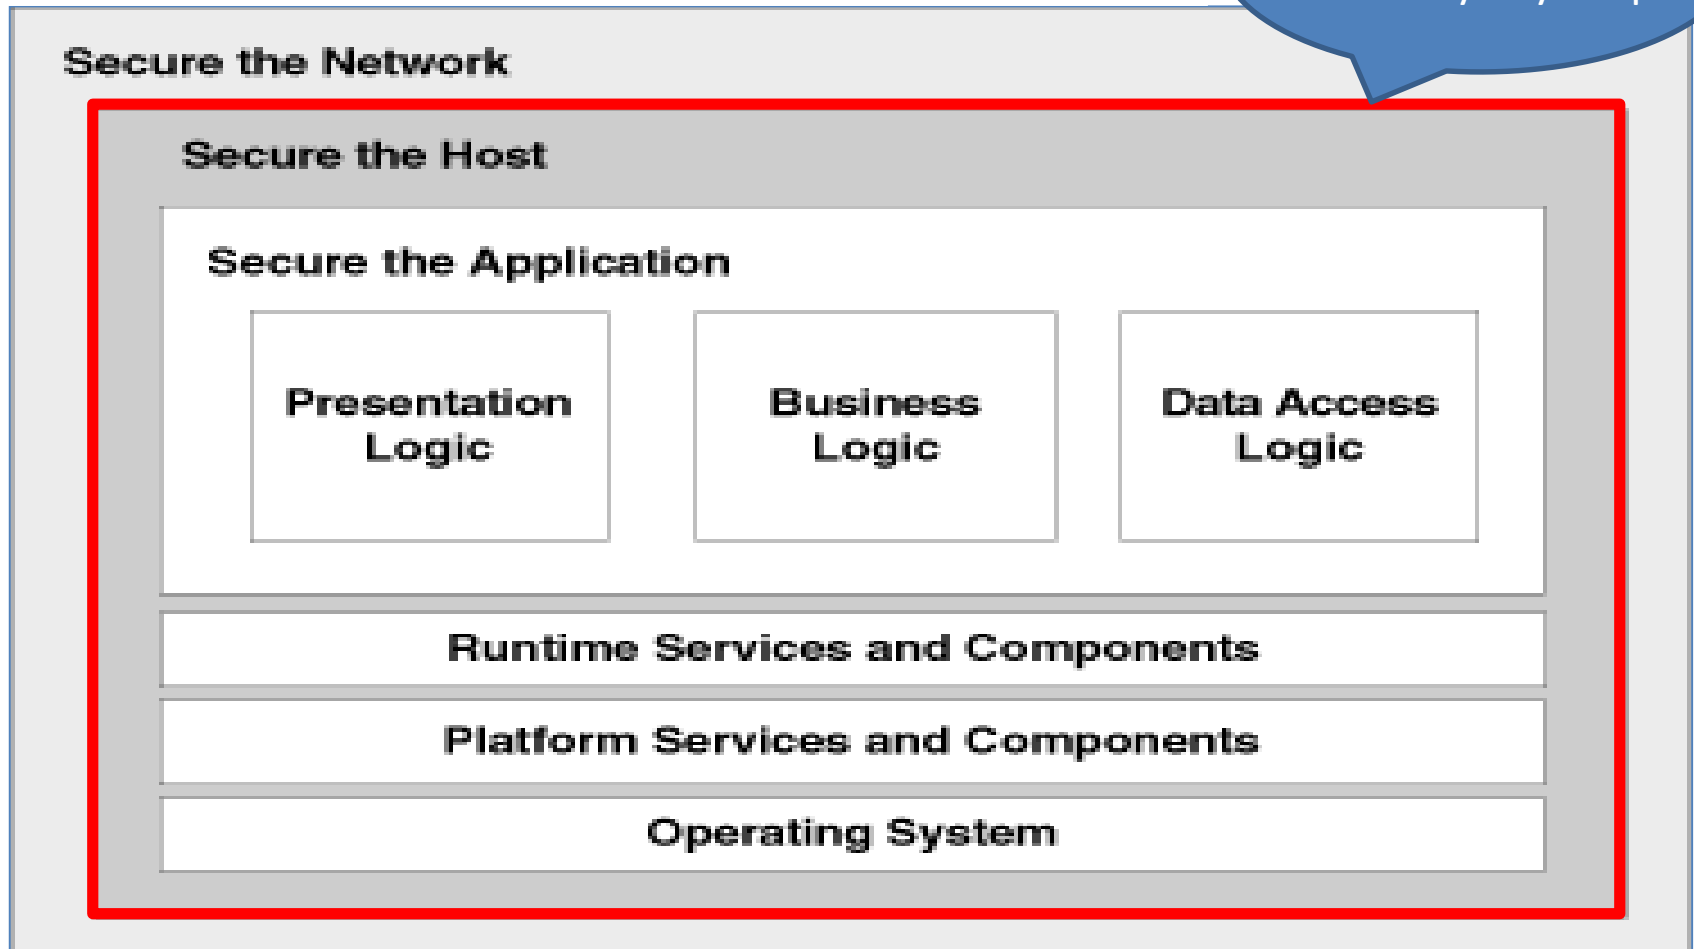 Secure the Network
Secure the Host
Secure the Application
Presentation
Logic
Business
Logic
Data Access
Logic
Runtime Services and Components
Platform Services and Components
Operating System